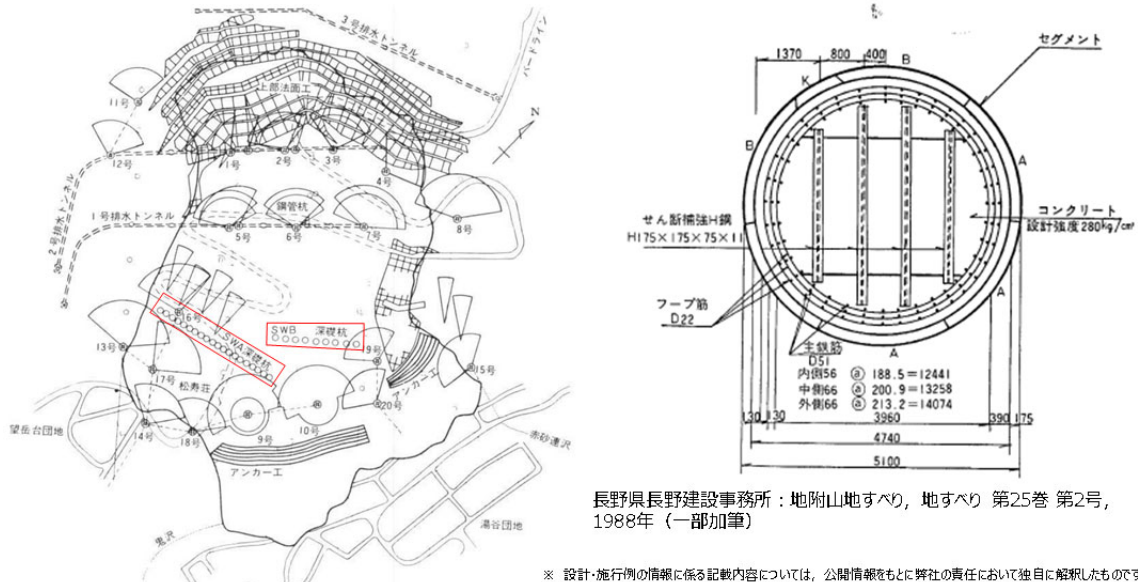 3号排水トンネル
上部法面工
11号
12号
1号
2号
3号
4号
N
鋼管杭
1号排水トンネル
2号排水トンネル
5号
6号
7号
8号
16号
SWA深礎杭
SWB 深礎杭
13号
17号
松寿荘
19号
15号
アンカー工
20号
望岳台団地
14号
18号
9号
10号
赤砂連沢
アンカー工
鬼沢
湯谷団地
セグメント
1370
800
400
B
K
B
A
A
A
せん断補強H鋼
H175×175×75×11
コンクリート
設計強度280kg/cm²
フープ筋
D22
主鉄筋
D51
内側56 ⓐ 188.5=12441
中側66 ⓐ 200.9=13258
外側66 ⓐ 213.2=14074
130
130
3960
390
175
4740
5100
長野県長野建設事務所：地附山地すべり, 地すべり 第25巻 第2号,
1988年（一部加筆）
※ 設計・施行例の情報に係る記載内容については、公開情報をもとに弊社の責任において独自に解釈したものです